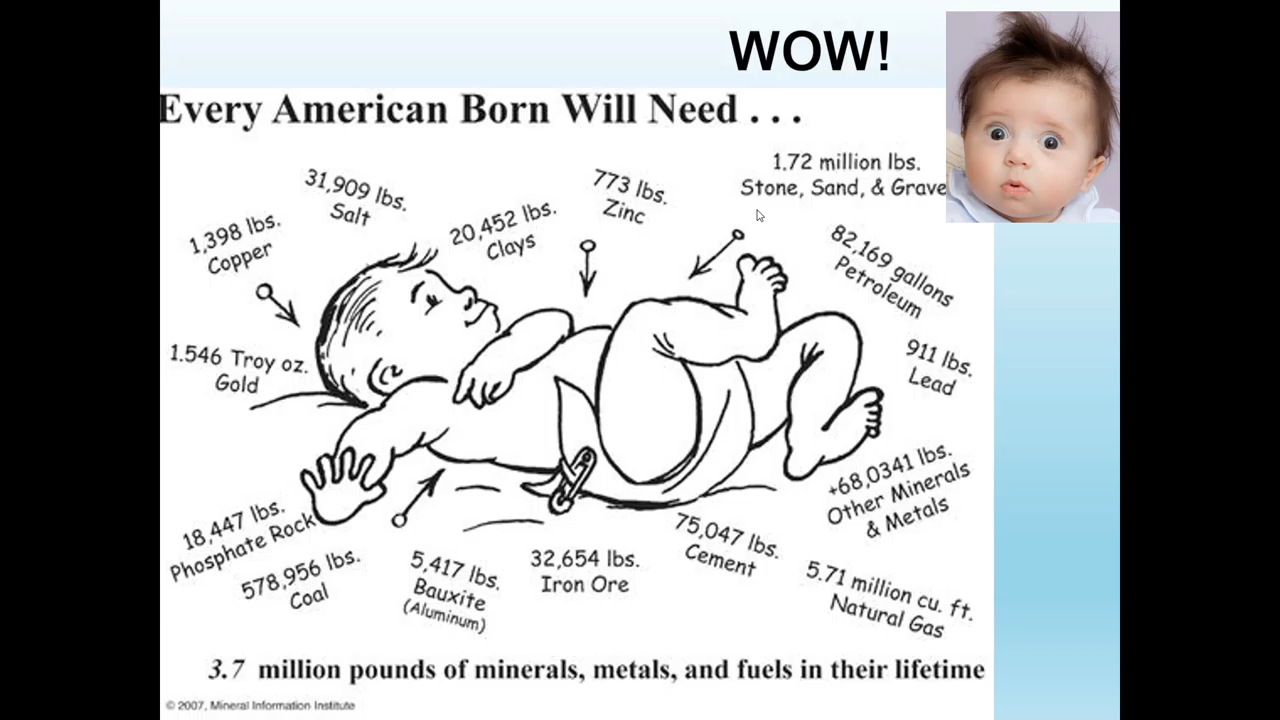 WOW!
Every American Born Will Need . . .
1.72 million lbs.
Stone, Sand, & Grave
31,909 lbs.
Salt
773 lbs.
Zinc
1,398 lbs.
Copper
20,452 lbs.
Clays
82,169 gallons
Petroleum
1.546 Troy oz.
Gold
911 lbs.
Lead
+68,0341 lbs.
Other Minerals
& Metals
18,447 lbs.
Phosphate Rock
578,956 lbs.
Coal
5,417 lbs.
Bauxite
(Aluminum)
32,654 lbs.
Iron Ore
75,047 lbs.
Cement
5.71 million cu. ft.
Natural Gas
3.7 million pounds of minerals, metals, and fuels in their lifetime
© 2007, Mineral Information Institute